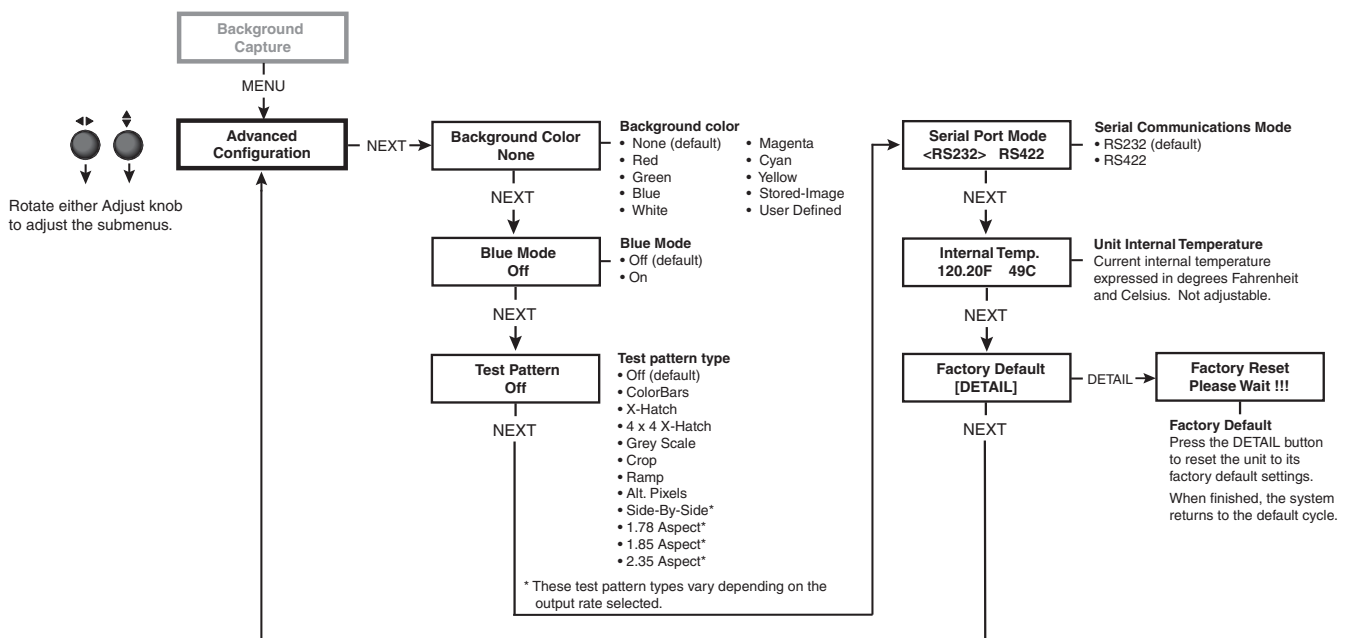 Background
Capture
MENU
Advanced
Configuration
Rotate either Adjust knob
to adjust the submenus.
NEXT
Background Color
None
Background color
• None (default)
• Red
• Green
• Blue
• White
• Magenta
• Cyan
• Yellow
• Stored-Image
• User Defined
NEXT
Blue Mode
Off
Blue Mode
• Off (default)
• On
NEXT
Test Pattern
Off
Test pattern type
• Off (default)
• ColorBars
• X-Hatch
• 4 x 4 X-Hatch
• Grey Scale
• Crop
• Ramp
• Alt. Pixels
• Side-By-Side*
• 1.78 Aspect*
• 1.85 Aspect*
• 2.35 Aspect*
* These test pattern types vary depending on the
output rate selected.
NEXT
Serial Port Mode
<RS232> RS422
Serial Communications Mode
• RS232 (default)
• RS422
NEXT
Internal Temp.
120.20F 49C
Unit Internal Temperature
Current internal temperature
expressed in degrees Fahrenheit
and Celsius. Not adjustable.
NEXT
Factory Default
[DETAIL]
DETAIL
Factory Reset
Please Wait !!!
Factory Default
Press the DETAIL button
to reset the unit to its
factory default settings.
When finished, the system
returns to the default cycle.
NEXT